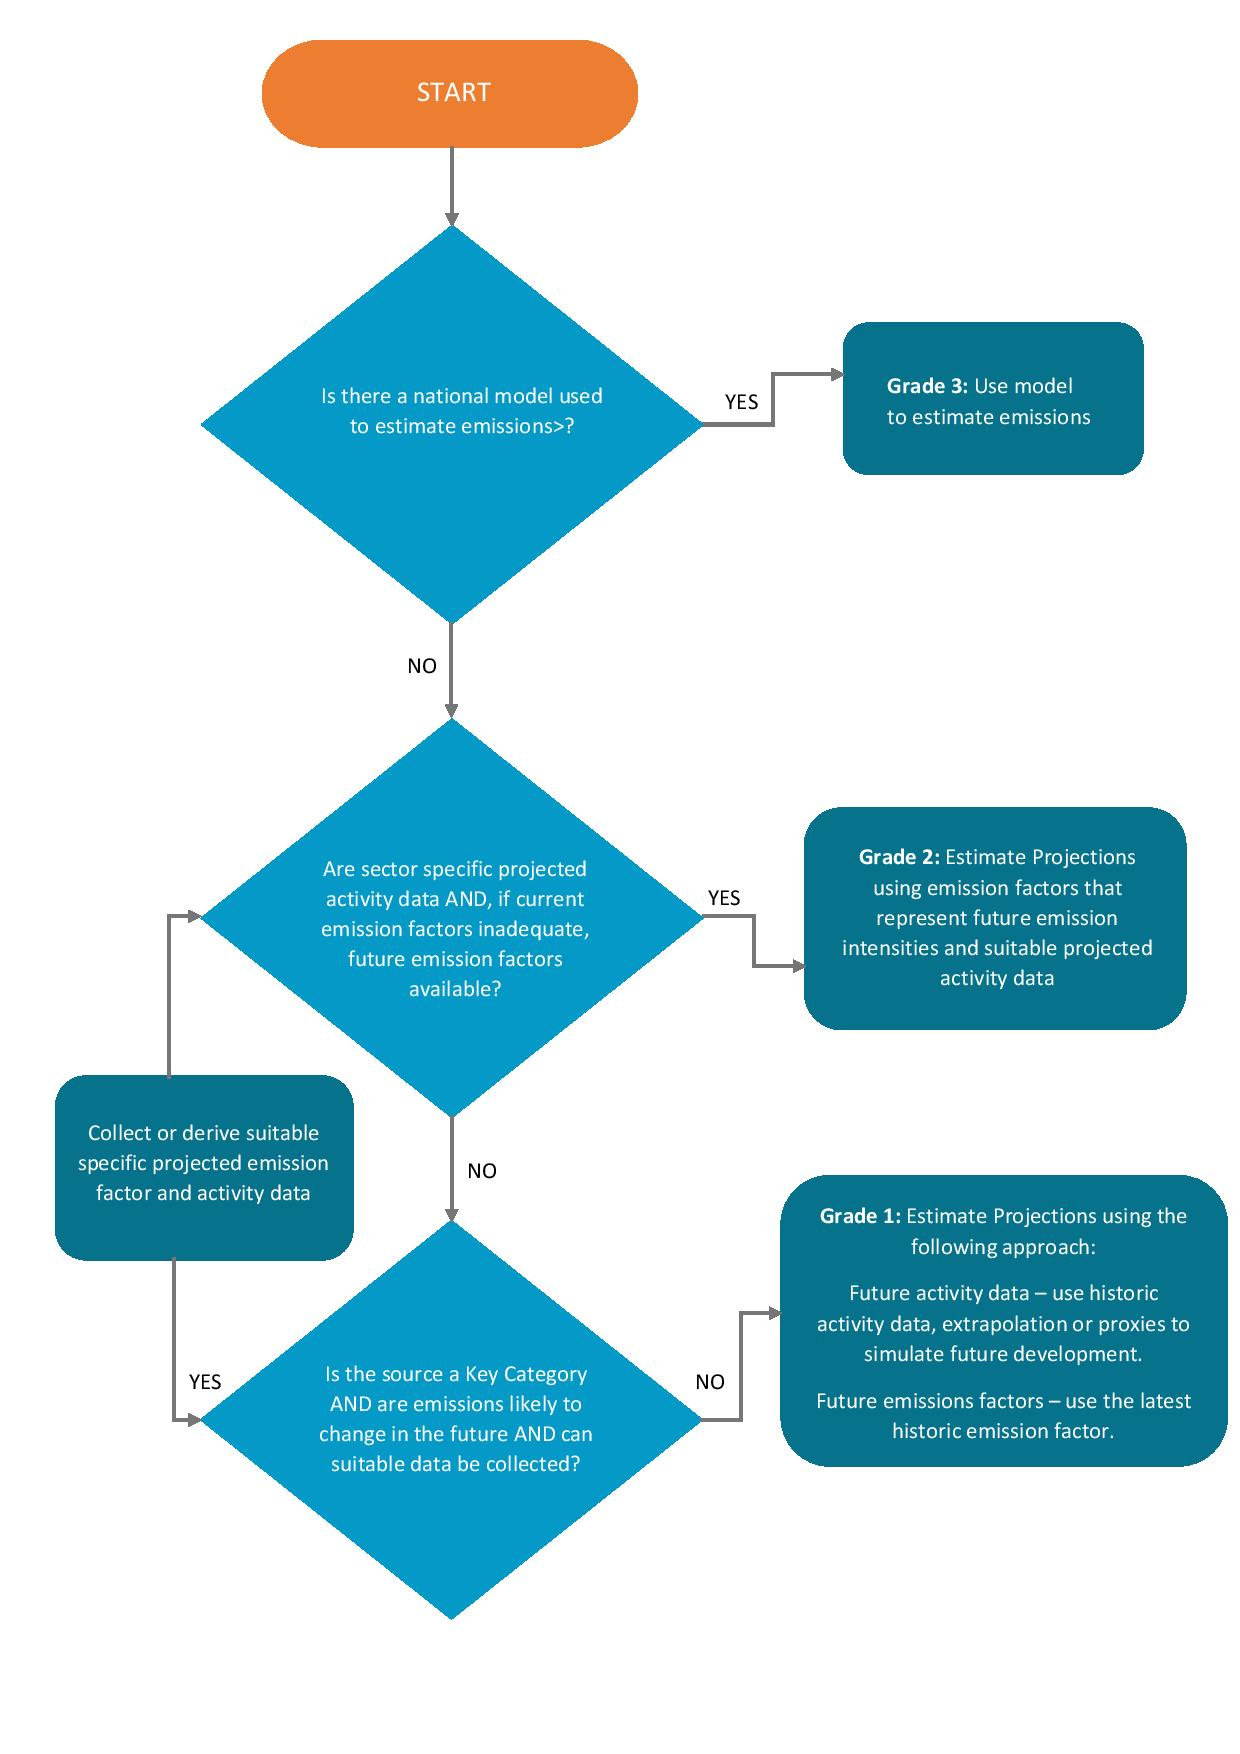 START
Is there a national model used
to estimate emissions>?
YES
Grade 3: Use model
to estimate emissions
NO
Are sector specific projected
activity data AND, if current
emission factors inadequate,
future emission factors
available?
YES
Grade 2: Estimate Projections
using emission factors that
represent future emission
intensities and suitable projected
activity data
Collect or derive suitable
specific projected emission
factor and activity data
NO
YES
Is the source a Key Category
AND are emissions likely to
change in the future AND can
suitable data be collected?
NO
Grade 1: Estimate Projections using the
following approach:
Future activity data – use historic
activity data, extrapolation or proxies to
simulate future development.
Future emissions factors – use the latest
historic emission factor.